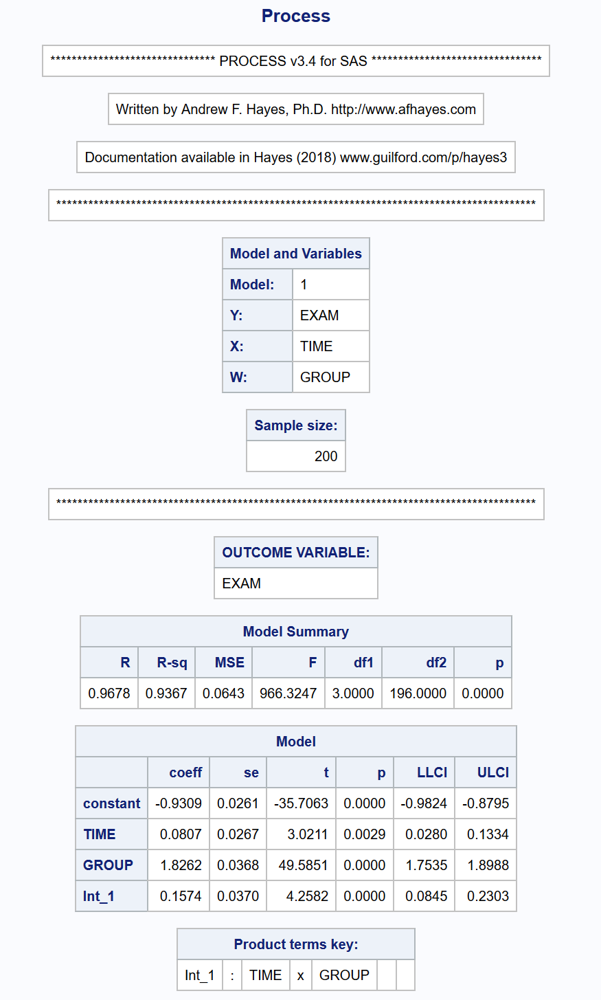 Process
******************************* PROCESS v3.4 for SAS ********************************
Written by Andrew F. Hayes, Ph.D. http://www.afhayes.com
Documentation available in Hayes (2018) www.guilford.com/p/hayes3
******************************************************************************************
Model and Variables
Model: 1
Y: EXAM
X: TIME
W: GROUP
Sample size:
200
******************************************************************************************
OUTCOME VARIABLE:
EXAM
Model Summary
R R-sq MSE F df1 df2 p
0.9678 0.9367 0.0643 966.3247 3.0000 196.0000 0.0000
Model
coeff se t p LLCI ULCI
constant -0.9309 0.0261 -35.7063 0.0000 -0.9824 -0.8795
TIME 0.0807 0.0267 3.0211 0.0029 0.0280 0.1334
GROUP 1.8262 0.0368 49.5851 0.0000 1.7535 1.8988
Int_1 0.1574 0.0370 4.2582 0.0000 0.0845 0.2303
Product terms key:
Int_1 : TIME x GROUP